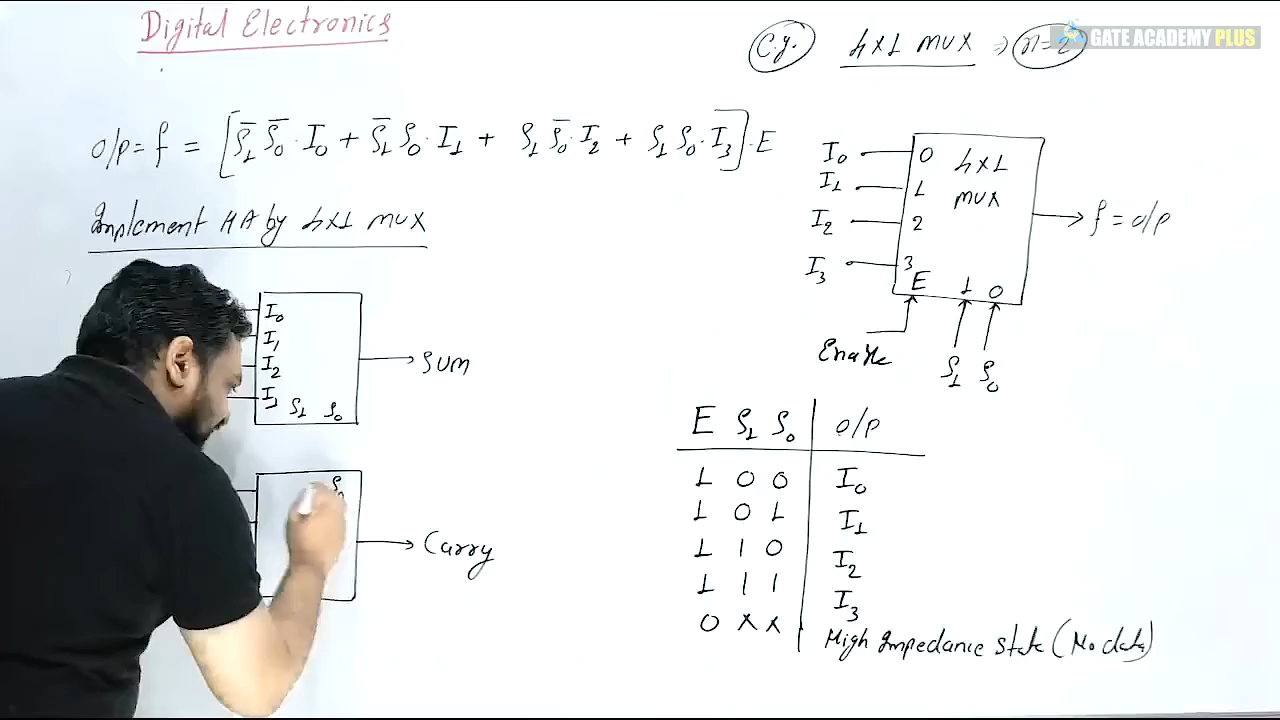 Digital Electronics
e.g. 4x1 MUX ⇒ n=2
GATE ACADEMY PLUS
o/p = f = [S̅1 S̅0 · I0 + S̅1 S0 · I1 + S1 S̅0 · I2 + S1 S0 · I3] · E
Implement HA by 4x1 MUX
I0
I1
I2
I3
0
1
2
3
4x1
MUX
E 1 0
f = o/p
Enable
S1 S0
I0
I1
I2
S1 S0
Sum
S0
Carry
E S1 S0 o/p
1 0 0 I0
1 0 1 I1
1 1 0 I2
1 1 1 I3
0 x x High Impedance state (No data)